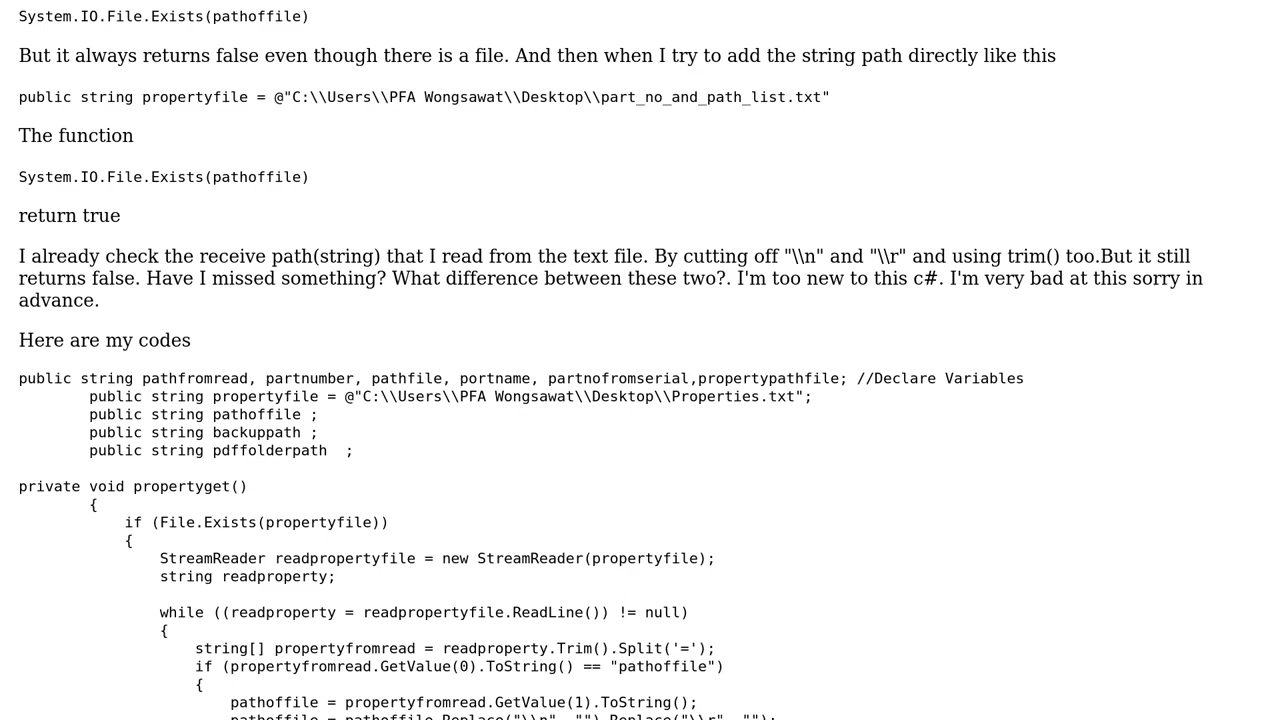 System.IO.File.Exists(pathoffile)
But it always returns false even though there is a file. And then when I try to add the string path directly like this
public string propertyfile = @"C:\\Users\\PFA Wongsawat\\Desktop\\part_no_and_path_list.txt"
The function
System.IO.File.Exists(pathoffile)
return true
I already check the receive path(string) that I read from the text file. By cutting off "\\n" and "\\r" and using trim() too.But it still
returns false. Have I missed something? What difference between these two?. I'm too new to this c#. I'm very bad at this sorry in
advance.
Here are my codes
public string pathfromread, partnumber, pathfile, portname, partnofromserial,propertypathfile; //Declare Variables
        public string propertyfile = @"C:\\Users\\PFA Wongsawat\\Desktop\\Properties.txt";
        public string pathoffile ;
        public string backuppath ;
        public string pdffolderpath  ;
private void propertyget()
        {
            if (File.Exists(propertyfile))
            {
                StreamReader readpropertyfile = new StreamReader(propertyfile);
                string readproperty;
                while ((readproperty = readpropertyfile.ReadLine()) != null)
                {
                    string[] propertyfromread = readproperty.Trim().Split('=');
                    if (propertyfromread.GetValue(0).ToString() == "pathoffile")
                    {
                        pathoffile = propertyfromread.GetValue(1).ToString();
                        pathoffile = pathoffile.Replace("\\n", "").Replace("\\r", "");